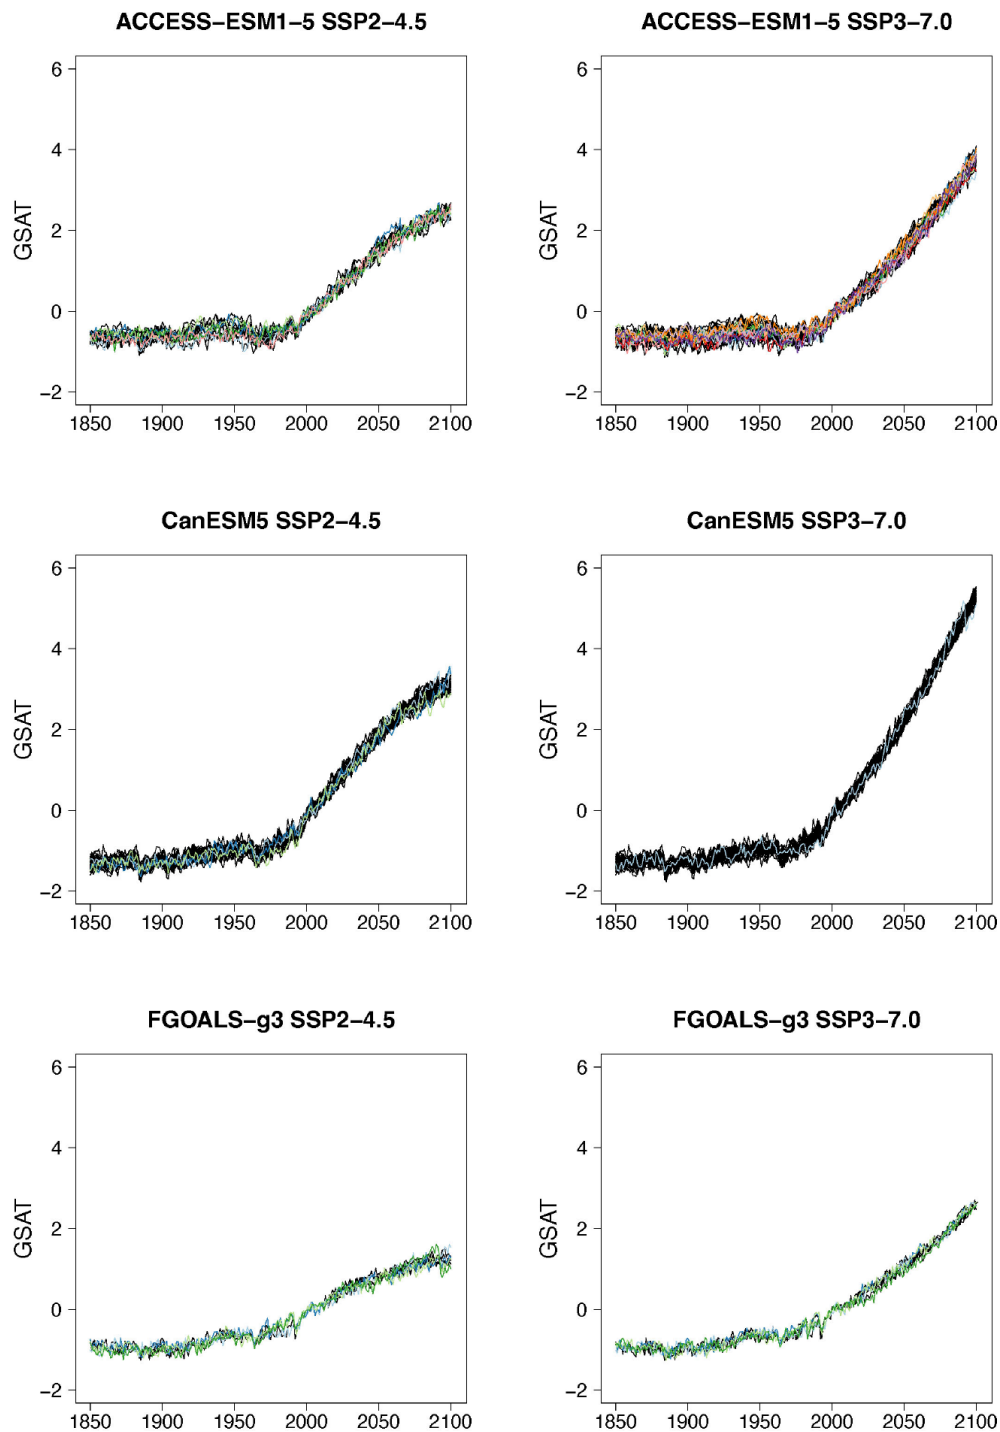 ACCESS−ESM1−5 SSP2−4.5
GSAT
6
4
2
0
−2
1850 1900 1950 2000 2050 2100
ACCESS−ESM1−5 SSP3−7.0
GSAT
6
4
2
0
−2
1850 1900 1950 2000 2050 2100
CanESM5 SSP2−4.5
GSAT
6
4
2
0
−2
1850 1900 1950 2000 2050 2100
CanESM5 SSP3−7.0
GSAT
6
4
2
0
−2
1850 1900 1950 2000 2050 2100
FGOALS−g3 SSP2−4.5
GSAT
6
4
2
0
−2
1850 1900 1950 2000 2050 2100
FGOALS−g3 SSP3−7.0
GSAT
6
4
2
0
−2
1850 1900 1950 2000 2050 2100